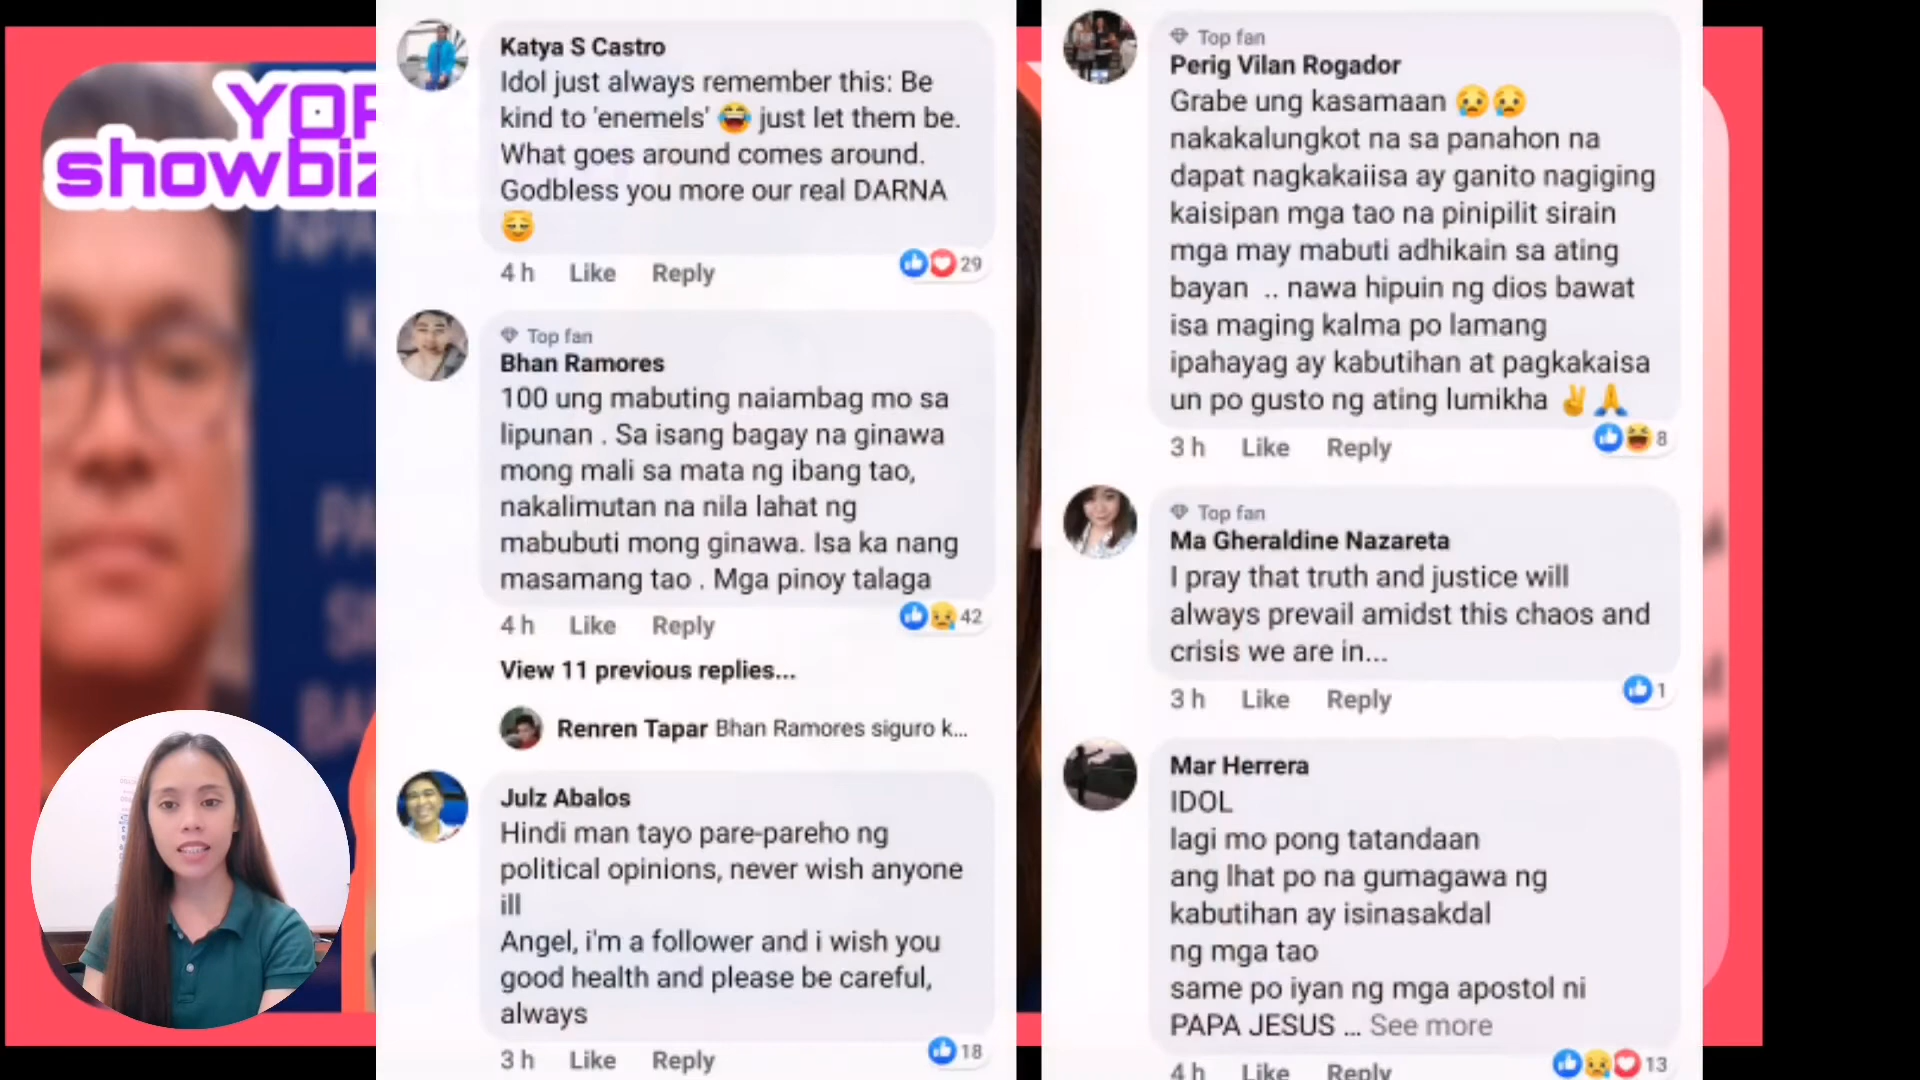 YOF
showbiz
Katya S Castro
Idol just always remember this: Be
kind to 'enemels' 😂 just let them be.
What goes around comes around.
Godbless you more our real DARNA
😌
4 h Like Reply 29
Top fan
Bhan Ramores
100 ung mabuting naiambag mo sa
lipunan . Sa isang bagay na ginawa
mong mali sa mata ng ibang tao,
nakalimutan na nila lahat ng
mabubuti mong ginawa. Isa ka nang
masamang tao . Mga pinoy talaga
4 h Like Reply 42
View 11 previous replies...
Renren Tapar Bhan Ramores siguro k...
Julz Abalos
Hindi man tayo pare-pareho ng
political opinions, never wish anyone
ill
Angel, i'm a follower and i wish you
good health and please be careful,
always
3 h Like Reply 18
Top fan
Perig Vilan Rogador
Grabe ung kasamaan 😢😢
nakakalungkot na sa panahon na
dapat nagkakaiisa ay ganito nagiging
kaisipan mga tao na pinipilit sirain
mga may mabuti adhikain sa ating
bayan .. nawa hipuin ng dios bawat
isa maging kalma po lamang
ipahayag ay kabutihan at pagkakaisa
un po gusto ng ating lumikha ✌️🙏
3 h Like Reply 8
Top fan
Ma Gheraldine Nazareta
I pray that truth and justice will
always prevail amidst this chaos and
crisis we are in...
3 h Like Reply 1
Mar Herrera
IDOL
lagi mo pong tatandaan
ang lhat po na gumagawa ng
kabutihan ay isinasakdal
ng mga tao
same po iyan ng mga apostol ni
PAPA JESUS ... See more
4 h Like Reply 13